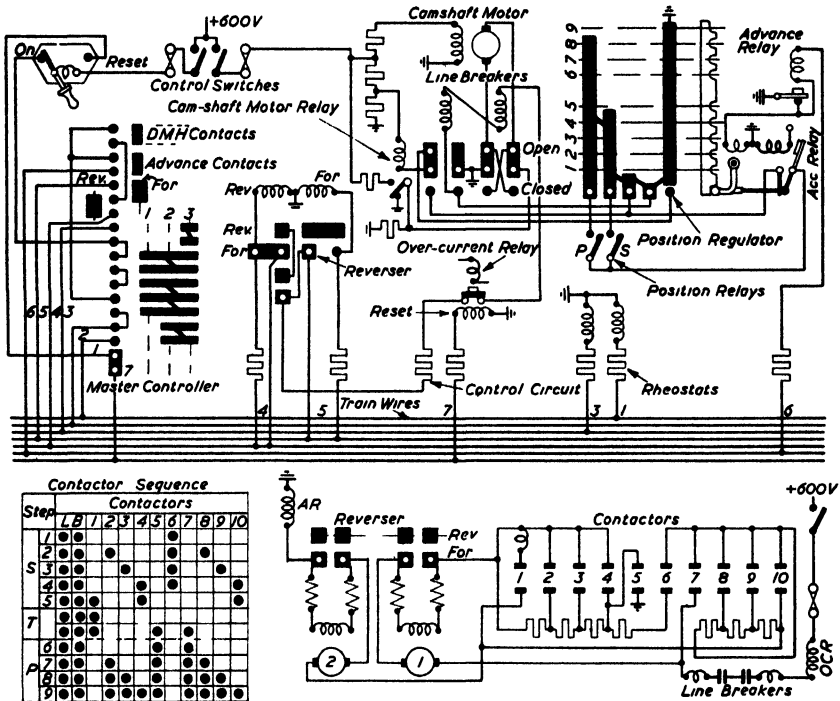 +600V
Camshaft Motor
On
Reset
Control Switches
Line Breakers
Advance Relay
Cam-shaft Motor Relay
9
8
7
6
5
4
3
2
1
DMH Contacts
Advance Contacts
Rev.
For
1 2 3
Rev
For
Open
Closed
Acc Relay
Rev.
For
Reverser
Over-current Relay
P S
Position Regulator
Position Relays
Reset
6 5 4 3
2
1
7
Master Controller
Control Circuit
Rheostats
Train Wires
4 5 7 3 1 6
Contactor Sequence
Step
Contactors
LB 1 2 3 4 5 6 7 8 9 10
S
1
2
3
4
5
T
P
6
7
8
9
AR
Reverser
Rev
For
Contactors
+600V
1 2 3 4 5 6 7 8 9 10
2
1
OCR
Line Breakers